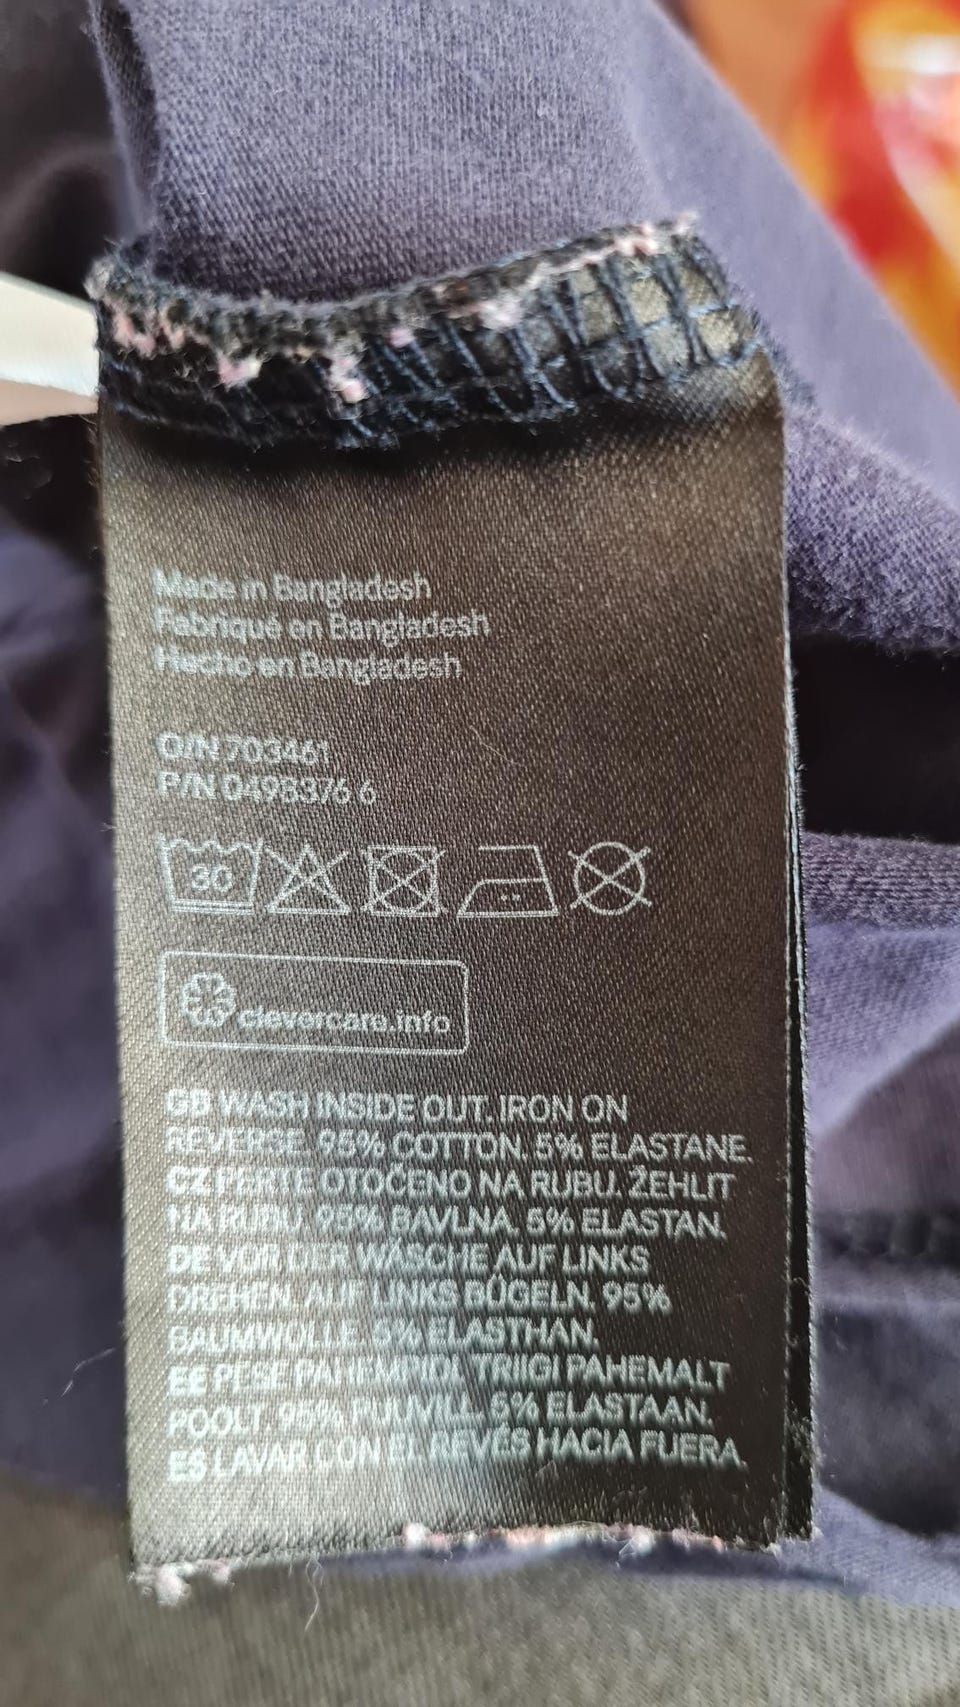 Made in Bangladesh
Fabriqué en Bangladesh
Hecho en Bangladesh
O/N 703461
P/N 0498376 6
30
clevercare.info
GB WASH INSIDE OUT. IRON ON
REVERSE. 95% COTTON. 5% ELASTANE.
CZ PERTE OTOČENO NA RUBU. ŽEHLIT
NA RUBU. 95% BAVLNA. 5% ELASTAN.
DE VOR DER WÄSCHE AUF LINKS
DREHEN. AUF LINKS BÜGELN. 95%
BAUMWOLLE. 5% ELASTHAN.
EE PESE PAHEMPIDI. TRIIGI PAHEMALT
POOLT. 95% PUUVILL. 5% ELASTAAN.
ES LAVAR CON EL REVÉS HACIA FUERA.